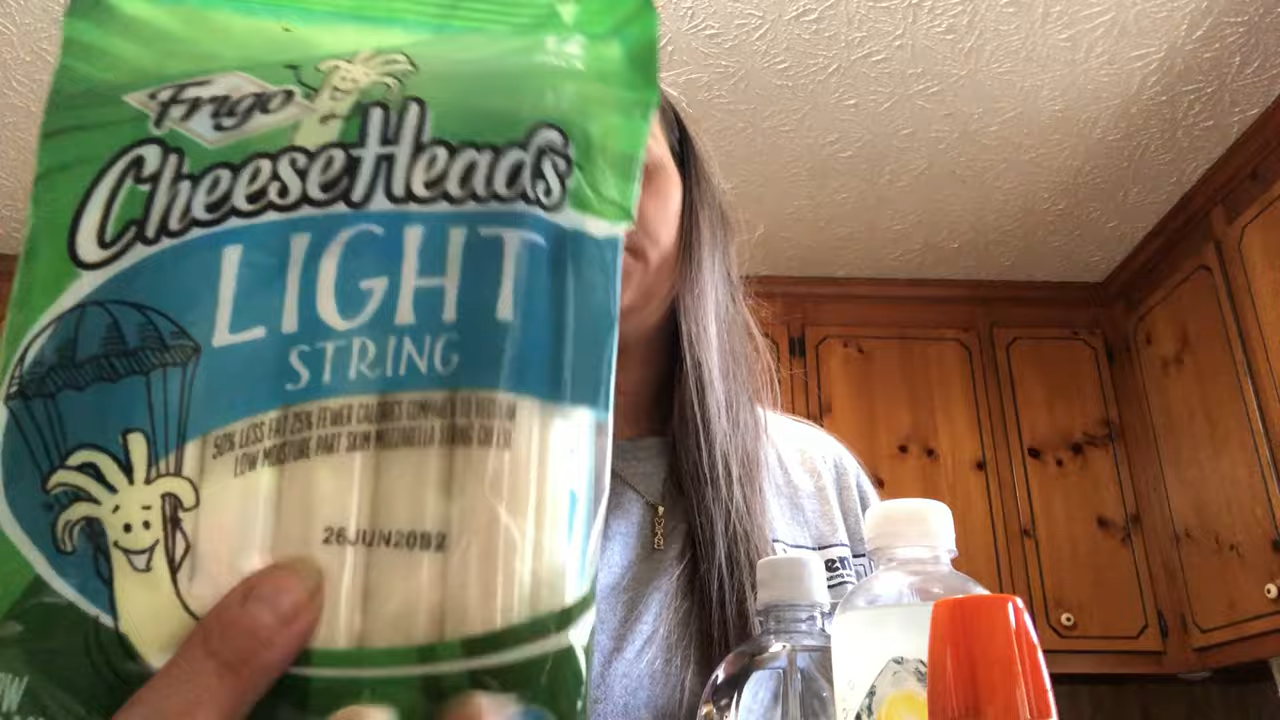 Frigo
CheeseHeads
LIGHT
STRING
50% LESS FAT 25% FEWER CALORIES COMPARED TO REGULAR
LOW MOISTURE PART SKIM MOZZARELLA STRING CHEESE
26JUN20B2
en